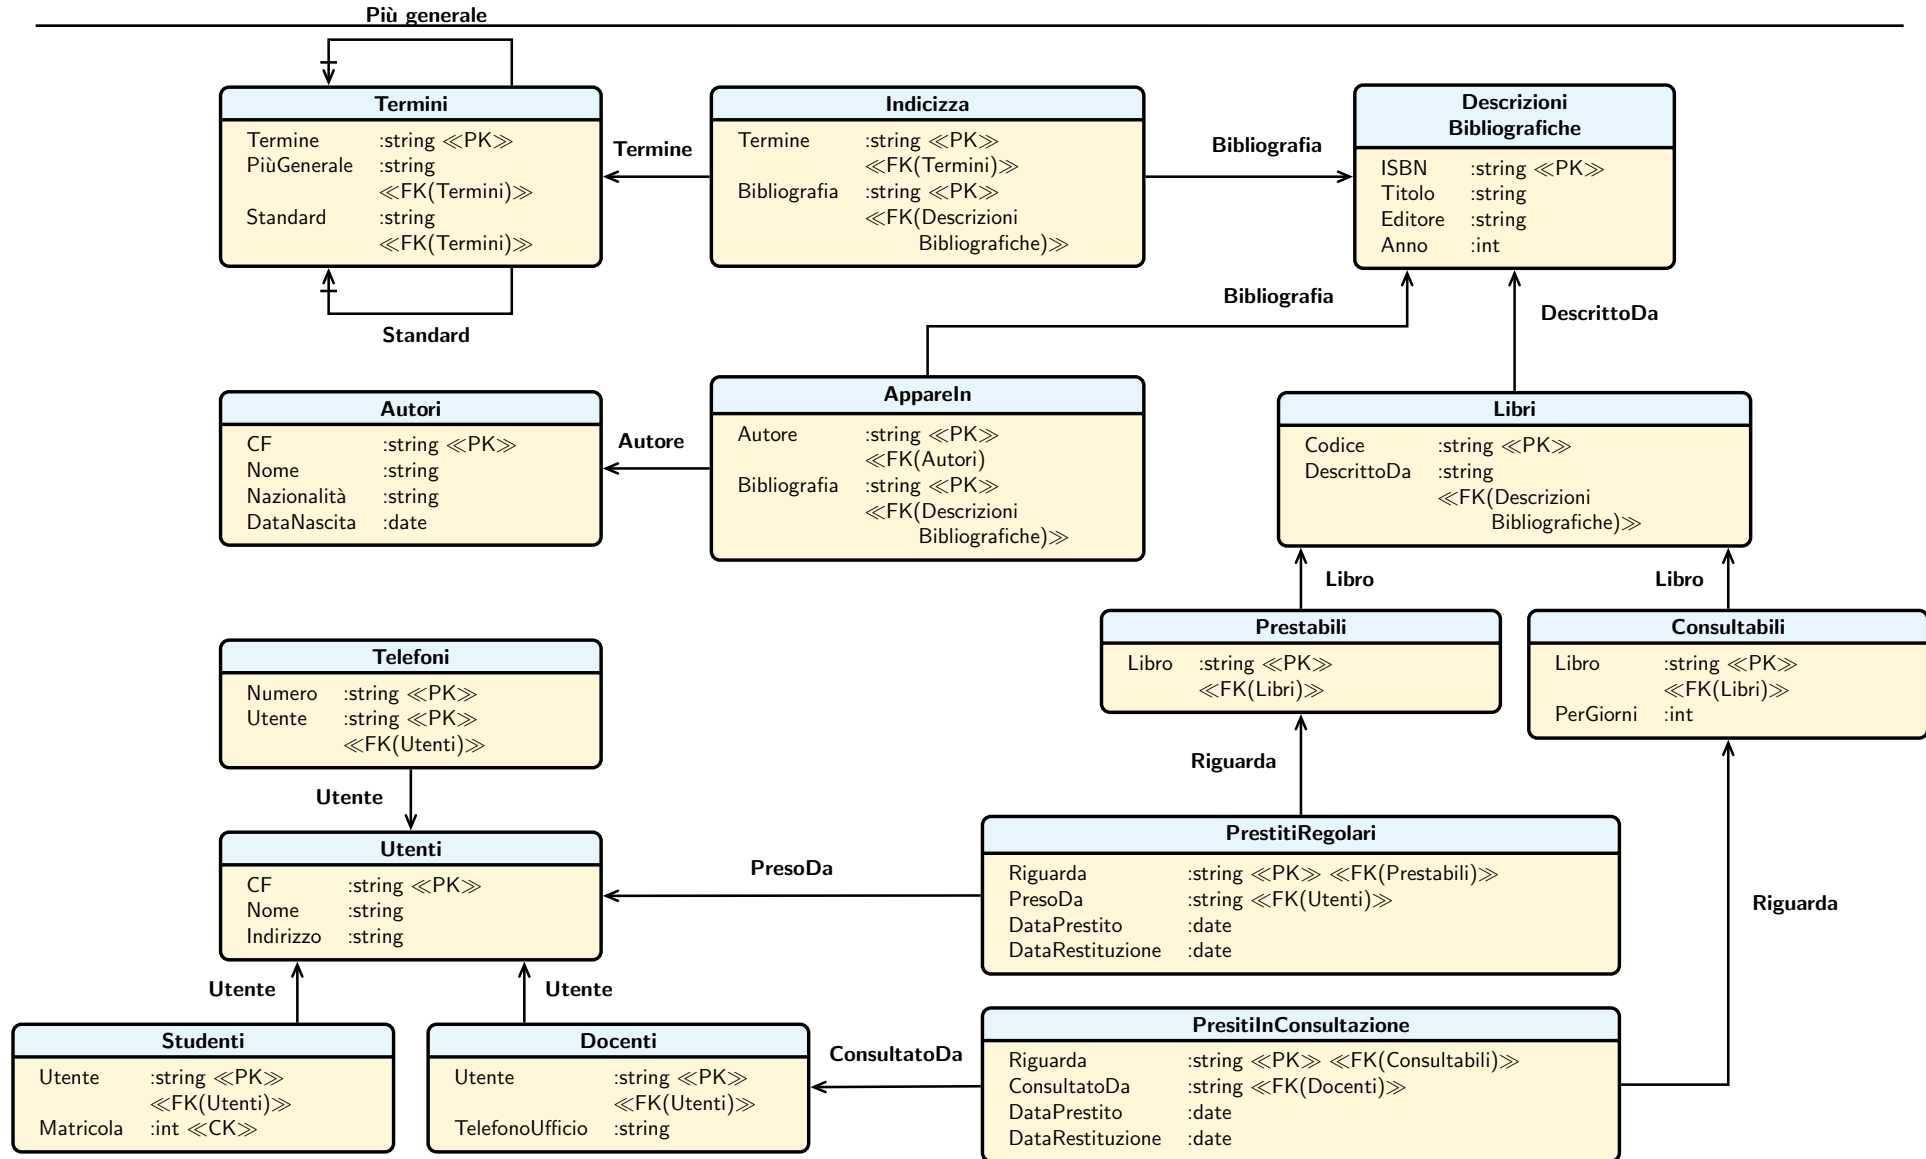 Più generale
Termini
Termine :string ≪PK≫
PiùGenerale :string
≪FK(Termini)≫
Standard :string
≪FK(Termini)≫
Standard
Termine
Indicizza
Termine :string ≪PK≫
≪FK(Termini)≫
Bibliografia :string ≪PK≫
≪FK(Descrizioni
Bibliografiche)≫
Bibliografia
Descrizioni
Bibliografiche
ISBN :string ≪PK≫
Titolo :string
Editore :string
Anno :int
Bibliografia
DescrittoDa
Autori
CF :string ≪PK≫
Nome :string
Nazionalità :string
DataNascita :date
Autore
AppareIn
Autore :string ≪PK≫
≪FK(Autori)
Bibliografia :string ≪PK≫
≪FK(Descrizioni
Bibliografiche)≫
Libri
Codice :string ≪PK≫
DescrittoDa :string
≪FK(Descrizioni
Bibliografiche)≫
Libro
Libro
Prestabili
Libro :string ≪PK≫
≪FK(Libri)≫
Consultabili
Libro :string ≪PK≫
≪FK(Libri)≫
PerGiorni :int
Telefoni
Numero :string ≪PK≫
Utente :string ≪PK≫
≪FK(Utenti)≫
Utente
Riguarda
Utenti
CF :string ≪PK≫
Nome :string
Indirizzo :string
PresoDa
PrestitiRegolari
Riguarda :string ≪PK≫ ≪FK(Prestabili)≫
PresoDa :string ≪FK(Utenti)≫
DataPrestito :date
DataRestituzione :date
Riguarda
Utente
Utente
Studenti
Utente :string ≪PK≫
≪FK(Utenti)≫
Matricola :int ≪CK≫
Docenti
Utente :string ≪PK≫
≪FK(Utenti)≫
TelefonoUfficio :string
ConsultatoDa
PresitiInConsultazione
Riguarda :string ≪PK≫ ≪FK(Consultabili)≫
ConsultatoDa :string ≪FK(Docenti)≫
DataPrestito :date
DataRestituzione :date